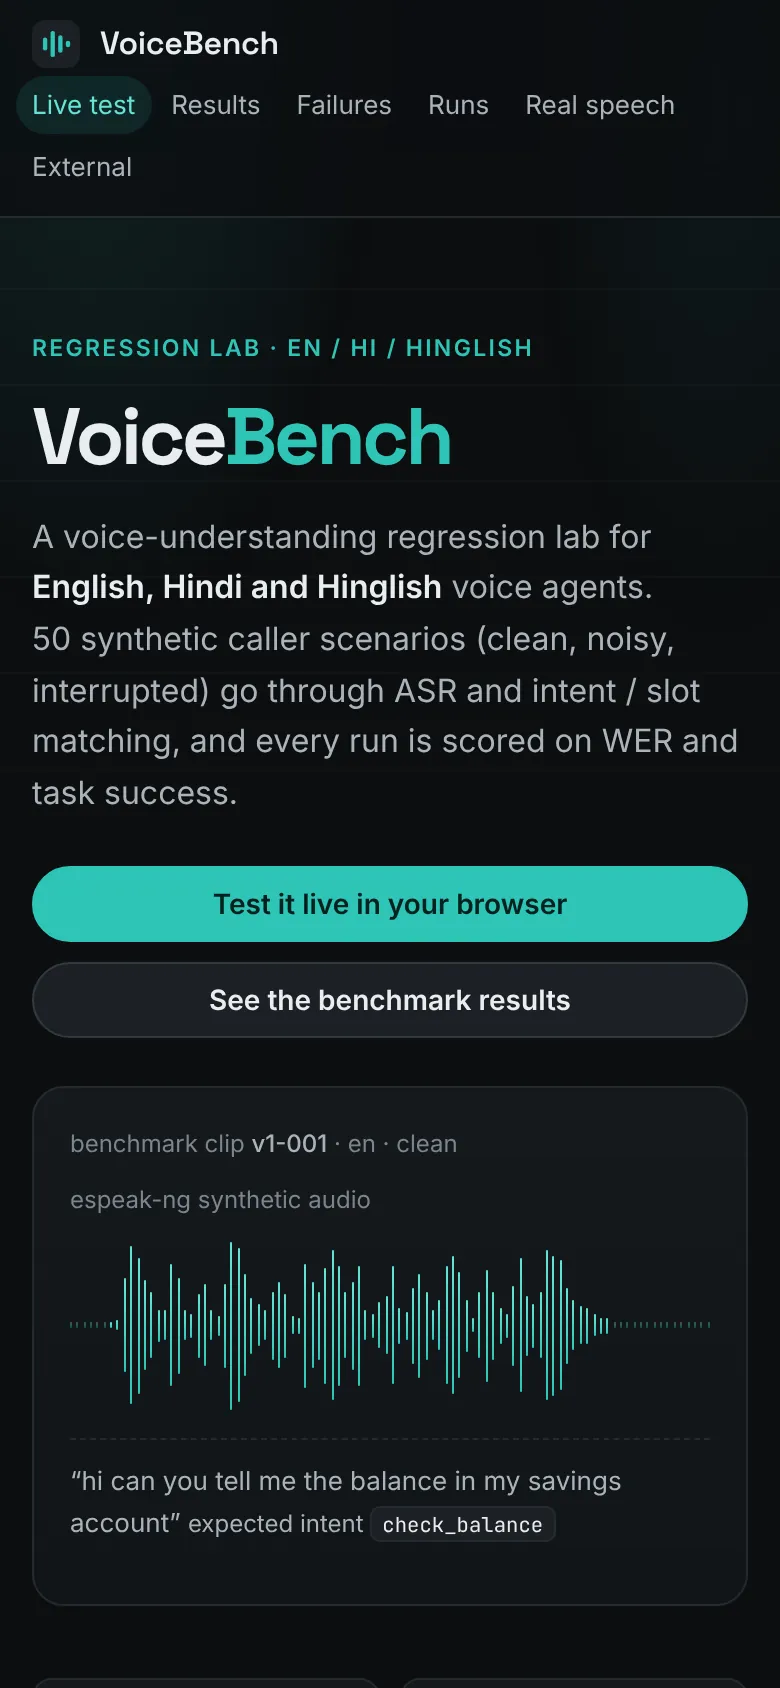 VoiceBench
Live test Results Failures Runs Real speech
External
REGRESSION LAB · EN / HI / HINGLISH
VoiceBench
A voice-understanding regression lab for
English, Hindi and Hinglish voice agents.
50 synthetic caller scenarios (clean, noisy,
interrupted) go through ASR and intent / slot
matching, and every run is scored on WER and
task success.
Test it live in your browser
See the benchmark results
benchmark clip v1-001 · en · clean
espeak-ng synthetic audio
“hi can you tell me the balance in my savings
account” expected intent check_balance